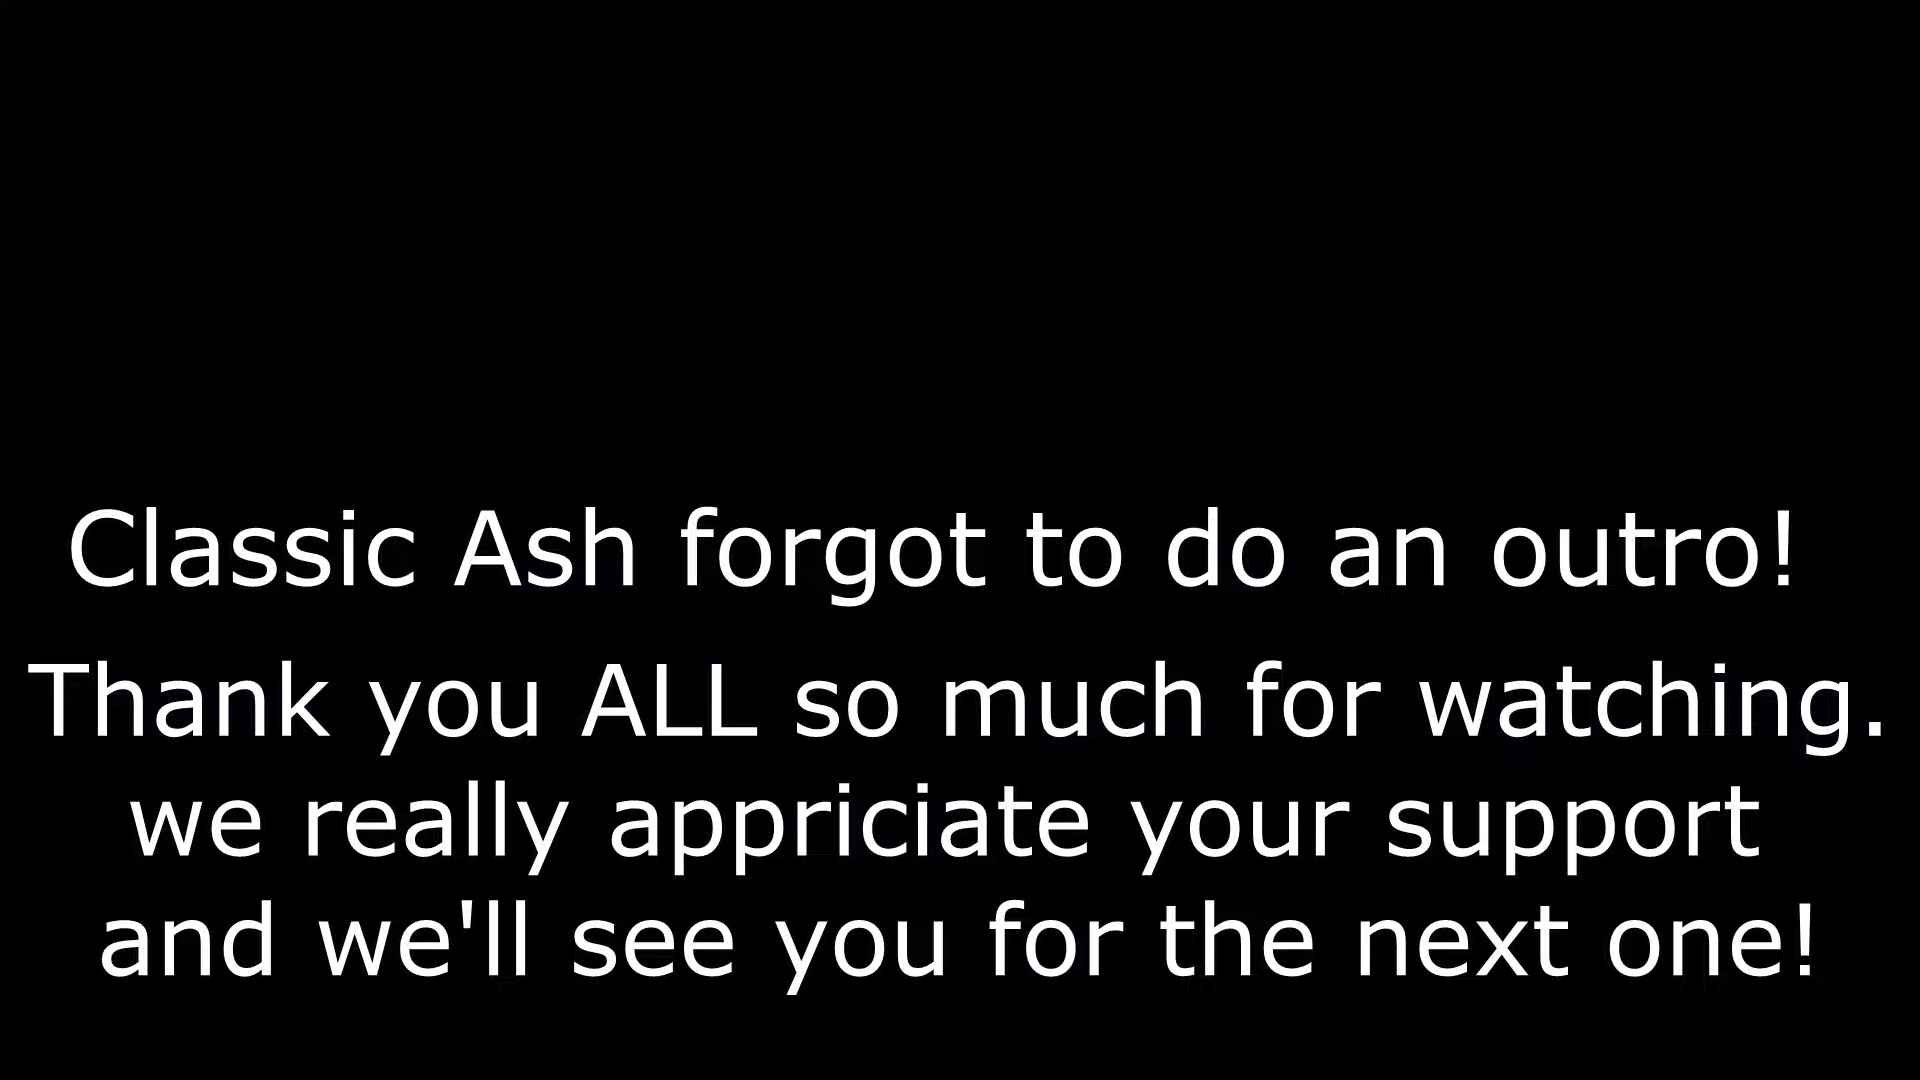 Classic Ash forgot to do an outro!
Thank you ALL so much for watching.
we really appriciate your support
and we'll see you for the next one!